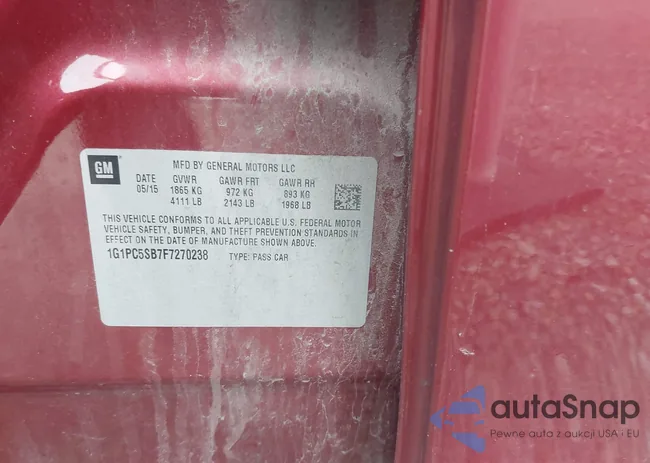 GM
MFD BY GENERAL MOTORS LLC
DATE GVWR GAWR FRT GAWR RH
05/15 1865 KG 972 KG 893 KG
4111 LB 2143 LB 1968 LB
THIS VEHICLE CONFORMS TO ALL APPLICABLE U.S. FEDERAL MOTOR
VEHICLE SAFETY, BUMPER, AND THEFT PREVENTION STANDARDS IN
EFFECT ON THE DATE OF MANUFACTURE SHOWN ABOVE.
1G1PC5SB7F7270238 TYPE: PASS CAR
autaSnap
Pewne auta z aukcji USA i EU